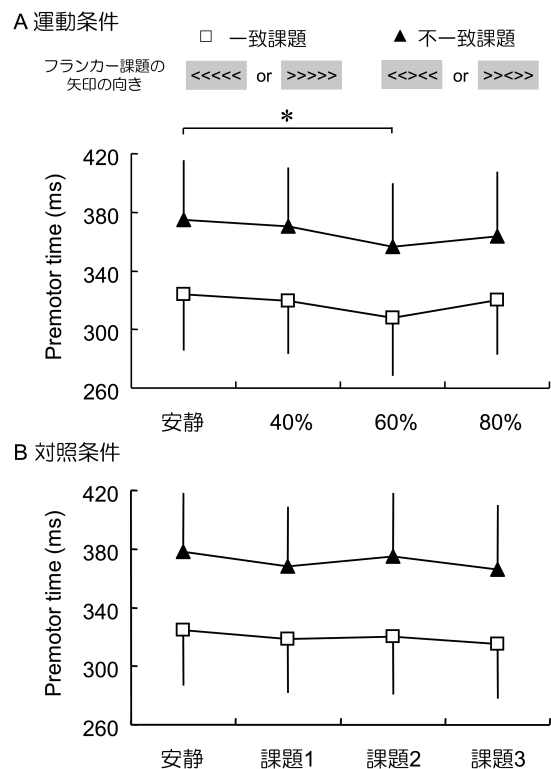 A 運動条件
□ 一致課題 ▲ 不一致課題
フランカー課題の
矢印の向き
<<<<< or >>>>> <<><< or >><>>
*
420
380
340
300
260
Premotor time (ms)
安静 40% 60% 80%
B 対照条件
420
380
340
300
260
Premotor time (ms)
安静 課題1 課題2 課題3